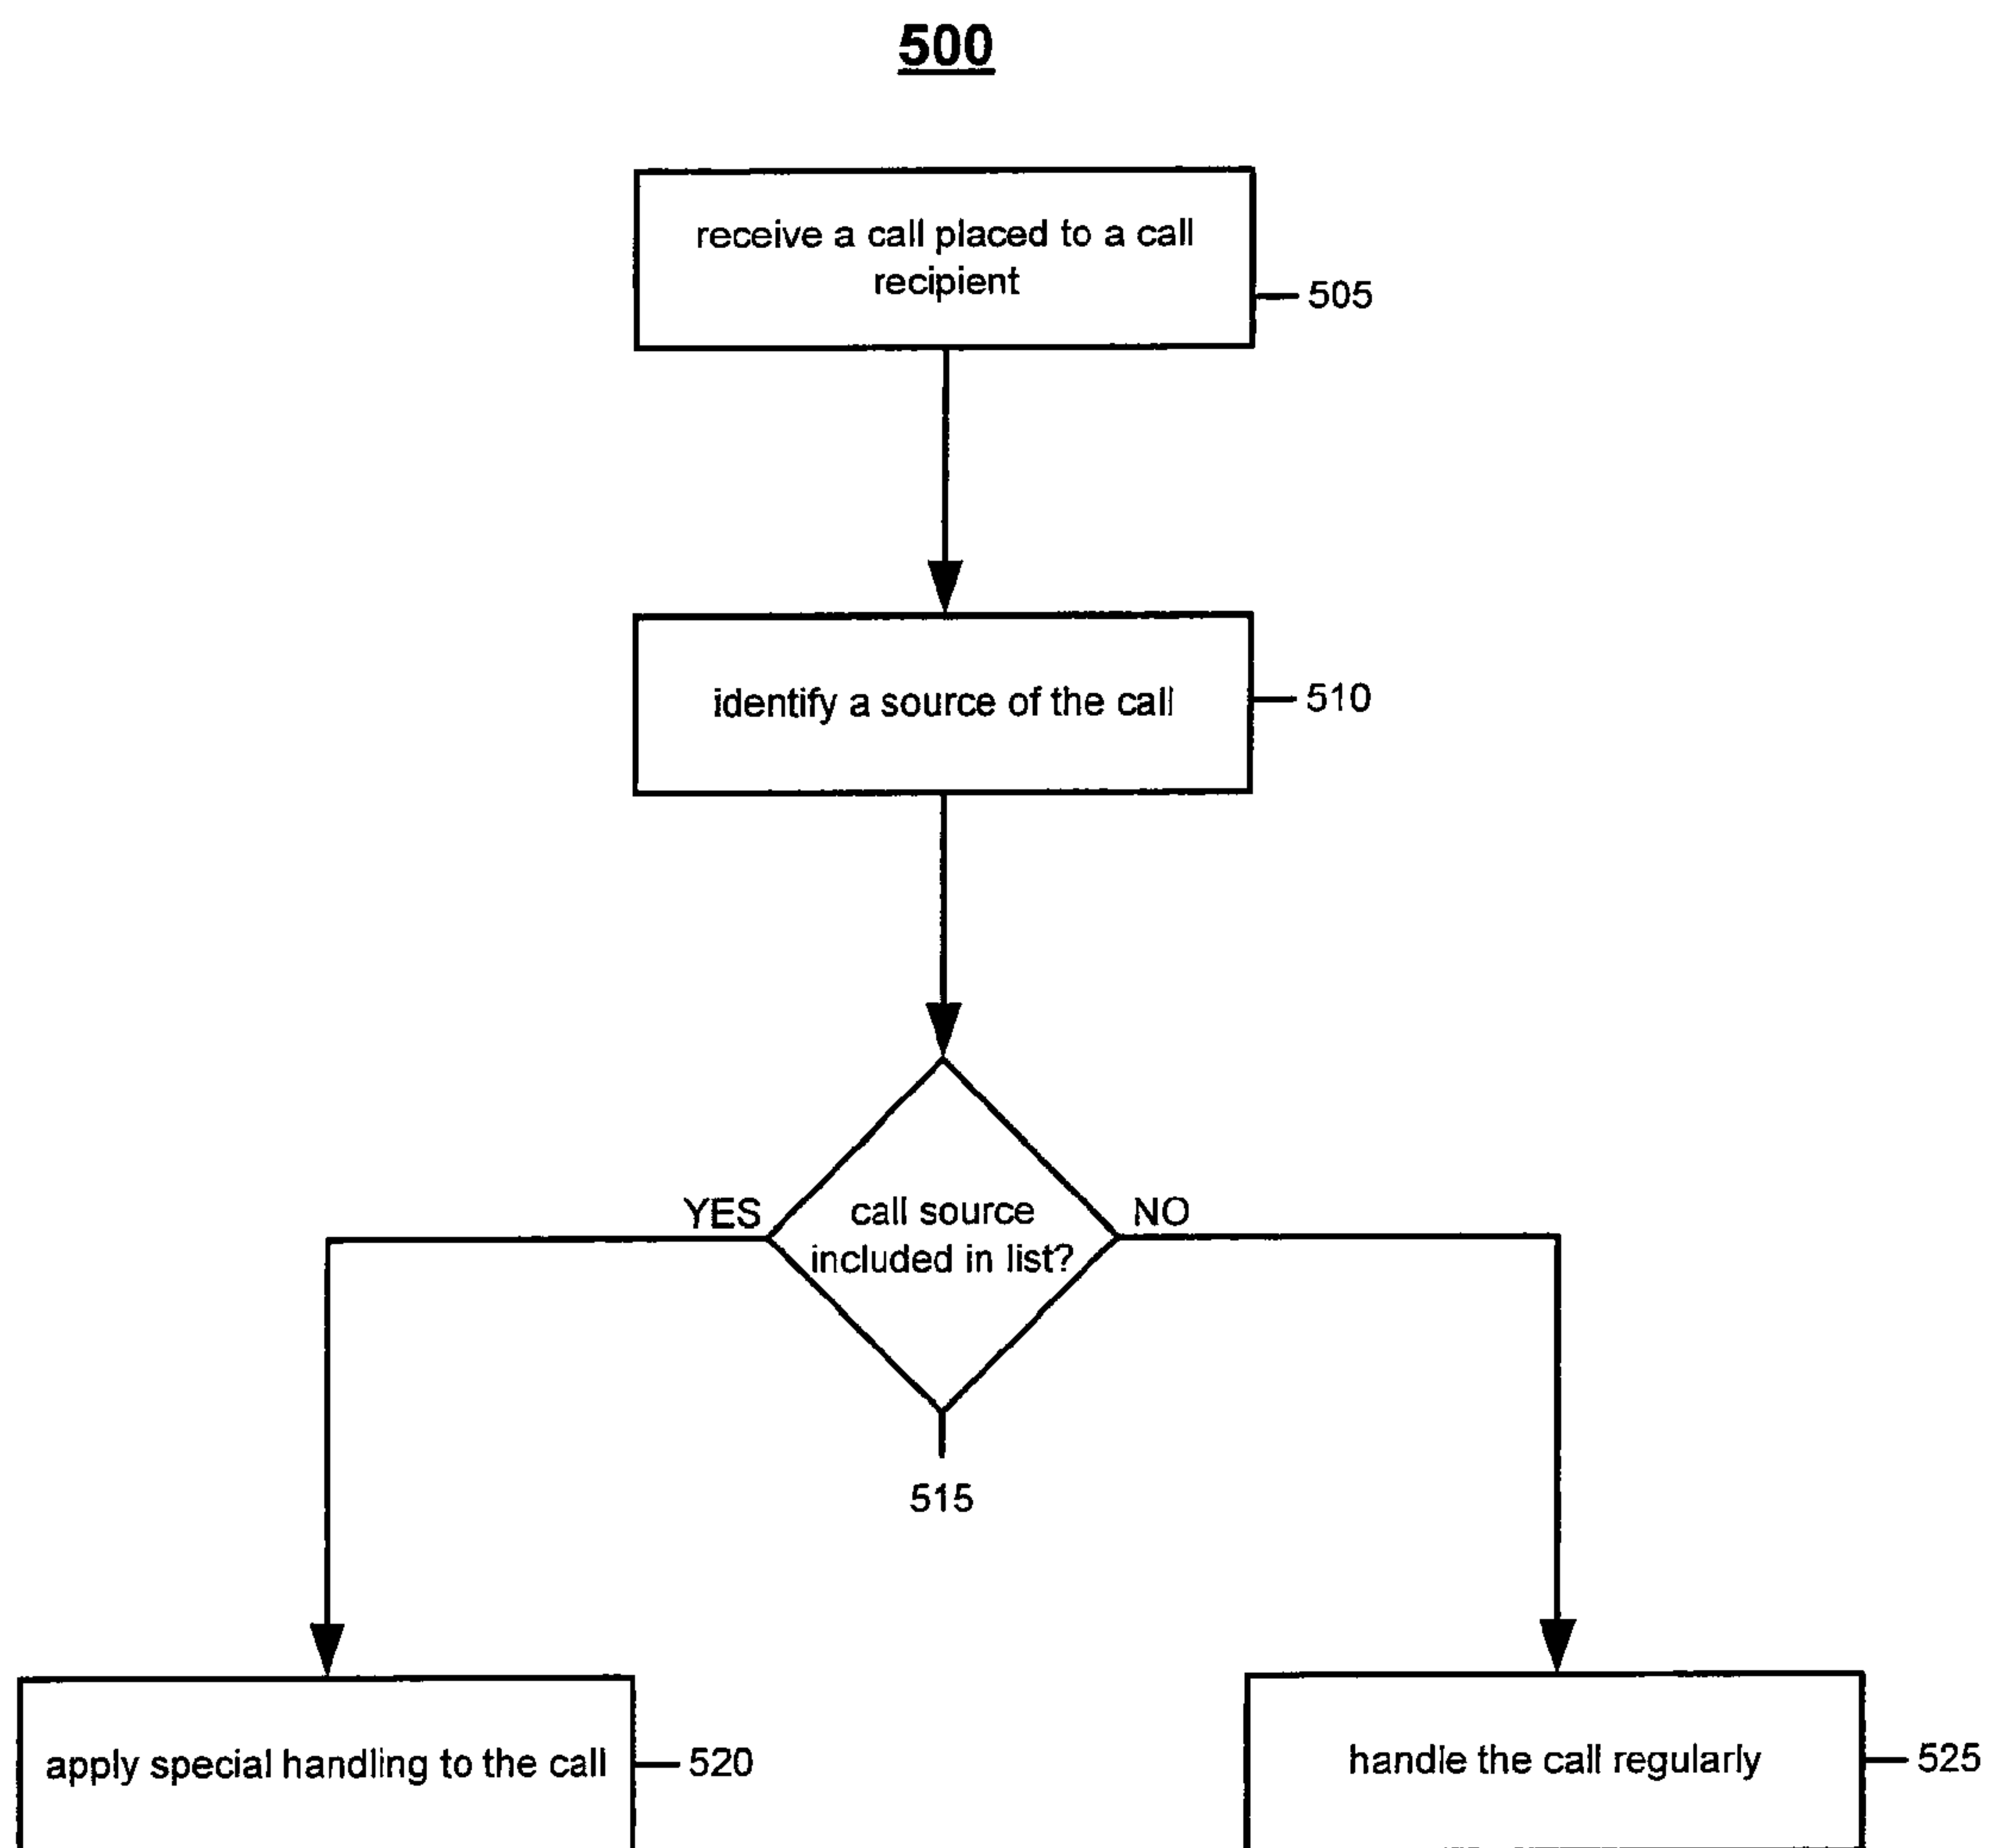 500
receive a call placed to a call
recipient
505
identify a source of the call
510
YES
call source
included in list?
NO
515
apply special handling to the call
520
handle the call regularly
525